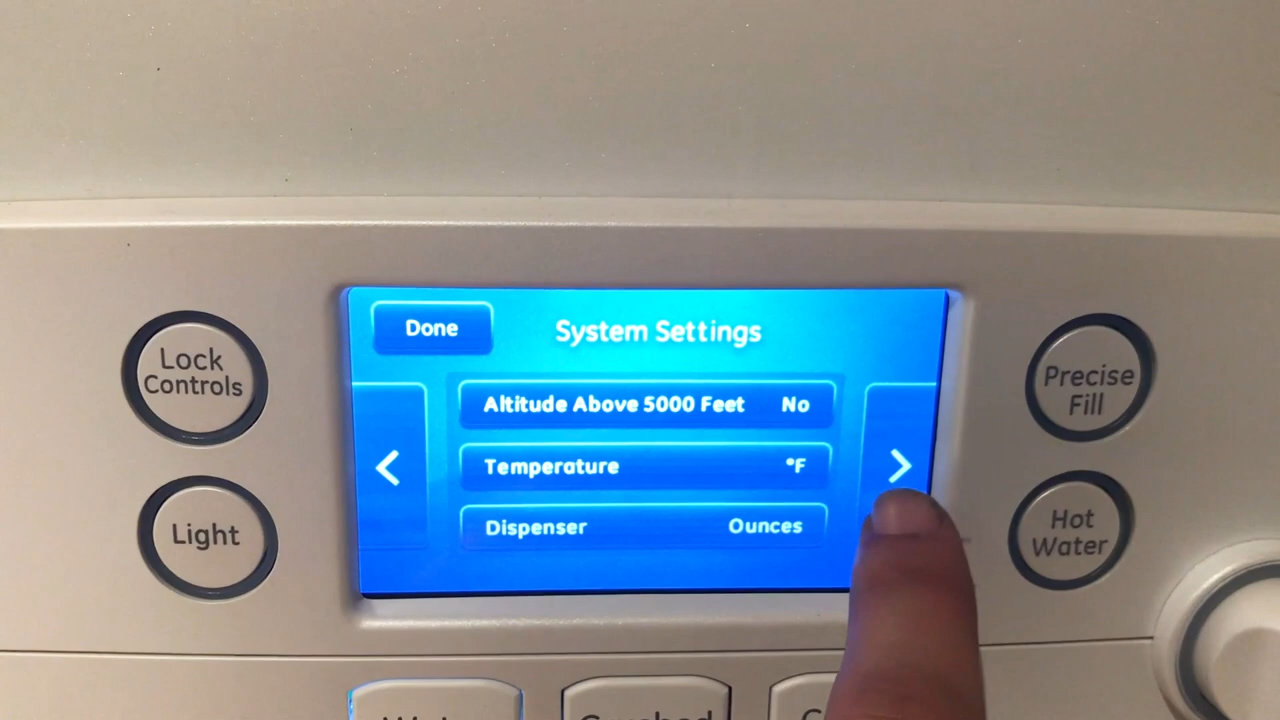 Done
System Settings
Altitude Above 5000 Feet No
Temperature °F
Dispenser Ounces
Lock
Controls
Light
Precise
Fill
Hot
Water